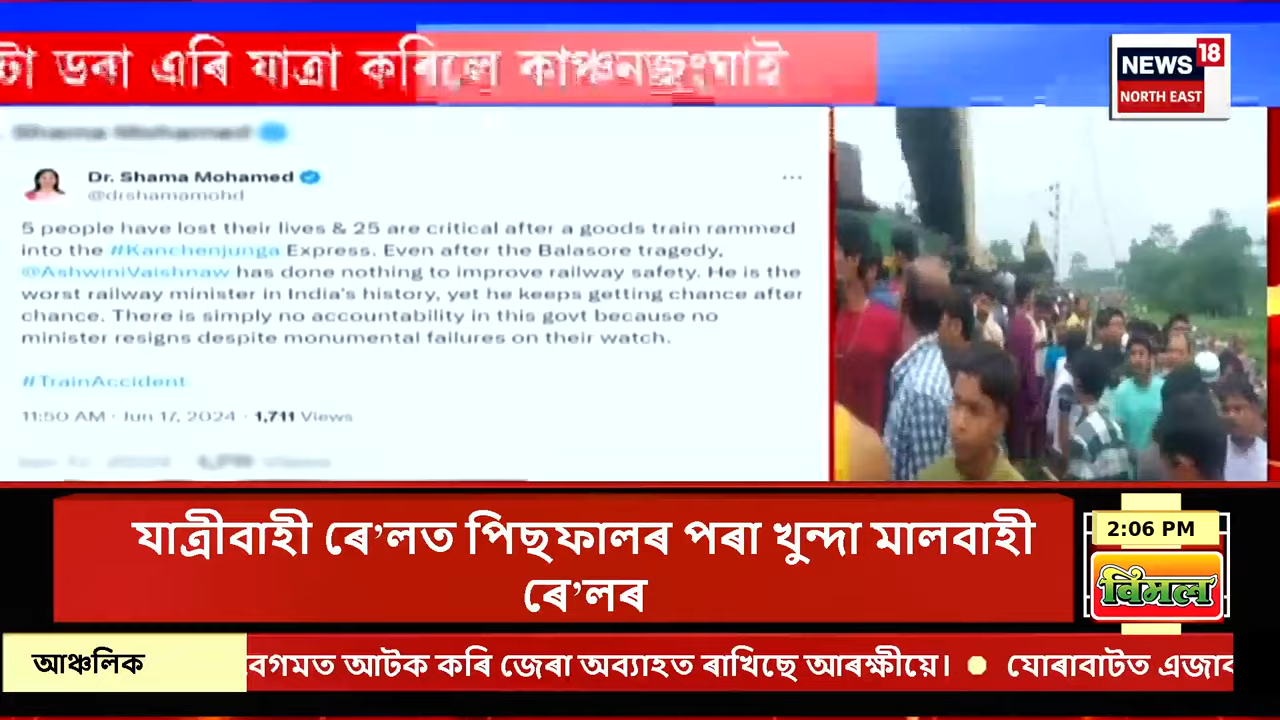 টা ডবা এৰি যাত্ৰা কৰিলে কাঞ্চনজংঘাই
NEWS 18
NORTH EAST
Shama Mohamed
Dr. Shama Mohamed
@drshamamohd
5 people have lost their lives & 25 are critical after a goods train rammed
into the #Kanchenjunga Express. Even after the Balasore tragedy,
@AshwiniVaishnaw has done nothing to improve railway safety. He is the
worst railway minister in India's history, yet he keeps getting chance after
chance. There is simply no accountability in this govt because no
minister resigns despite monumental failures on their watch.
#TrainAccident
11:50 AM · Jun 17, 2024 · 1,711 Views
যাত্ৰীবাহী ৰে’লত পিছফালৰ পৰা খুন্দা মালবাহী
ৰে’লৰ
2:06 PM
विमल
আঞ্চলিক
বেগমত আটক কৰি জেৰা অব্যাহত ৰাখিছে আৰক্ষীয়ে। ● যোৰাবাটত